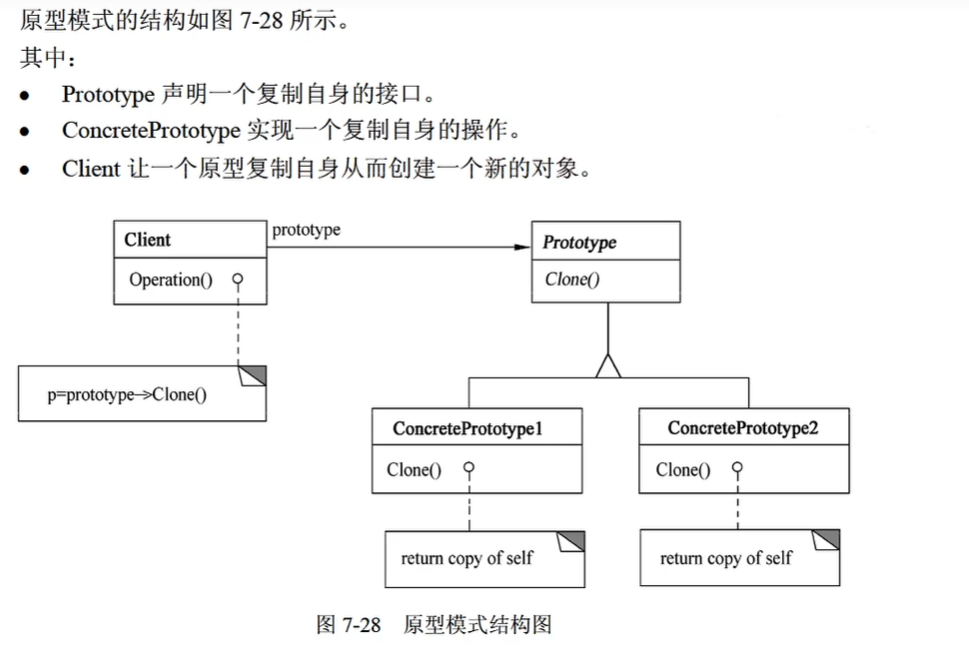 原型模式的结构如图 7-28 所示。
其中：
● Prototype 声明一个复制自身的接口。
● ConcretePrototype 实现一个复制自身的操作。
● Client 让一个原型复制自身从而创建一个新的对象。
prototype
Client
Prototype
Operation()
Clone()
p=prototype->Clone()
ConcretePrototype1
ConcretePrototype2
Clone()
Clone()
return copy of self
return copy of self
图 7-28 原型模式结构图